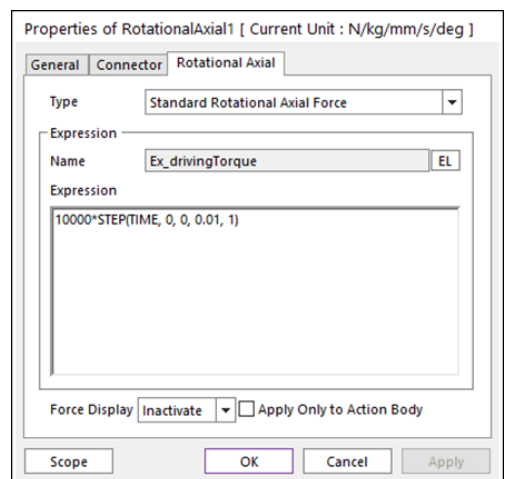 Properties of RotationalAxial1 [ Current Unit : N/kg/mm/s/deg ]
General Connector Rotational Axial
Type Standard Rotational Axial Force
Expression
Name Ex_drivingTorque EL
Expression
10000*STEP(TIME, 0, 0, 0.01, 1)
Force Display Inactivate Apply Only to Action Body
Scope OK Cancel Apply